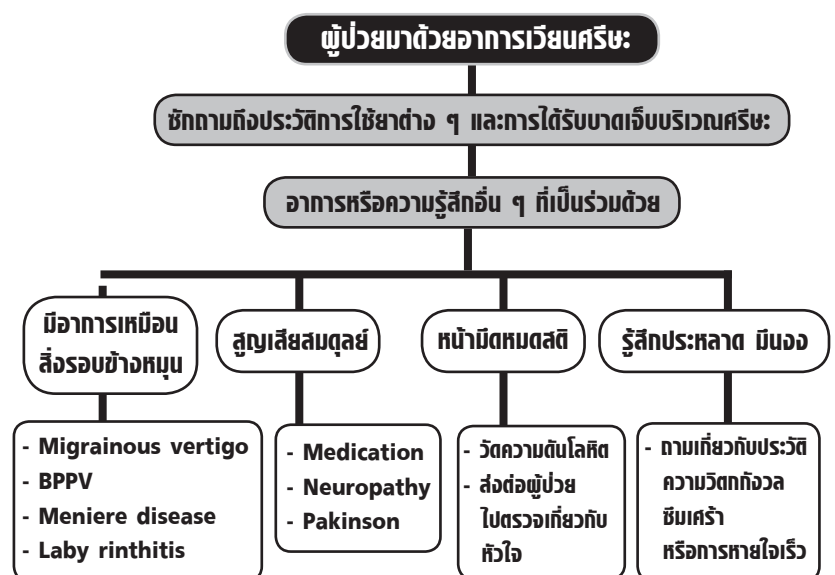 ผู้ป่วยมาด้วยอาการเวียนศรีษะ
ซักถามถึงประวัติการใช้ยาต่าง ๆ และการได้รับบาดเจ็บบริเวณศรีษะ
อาการหรือความรู้สึกอื่น ๆ ที่เป็นร่วมด้วย
มีอาการเหมือน
สิ่งรอบข้างหมุน
สูญเสียสมดุลย์
หน้ามืดหมดสติ
รู้สึกประหลาด มึนงง
- Migrainous vertigo
- BPPV
- Meniere disease
- Laby rinthitis
- Medication
- Neuropathy
- Pakinson
- วัดความดันโลหิต
- ส่งต่อผู้ป่วย
ไปตรวจเกี่ยวกับ
หัวใจ
- ถามเกี่ยวกับประวัติ
ความวิตกกังวล
ซึมเศร้า
หรือการหายใจเร็ว